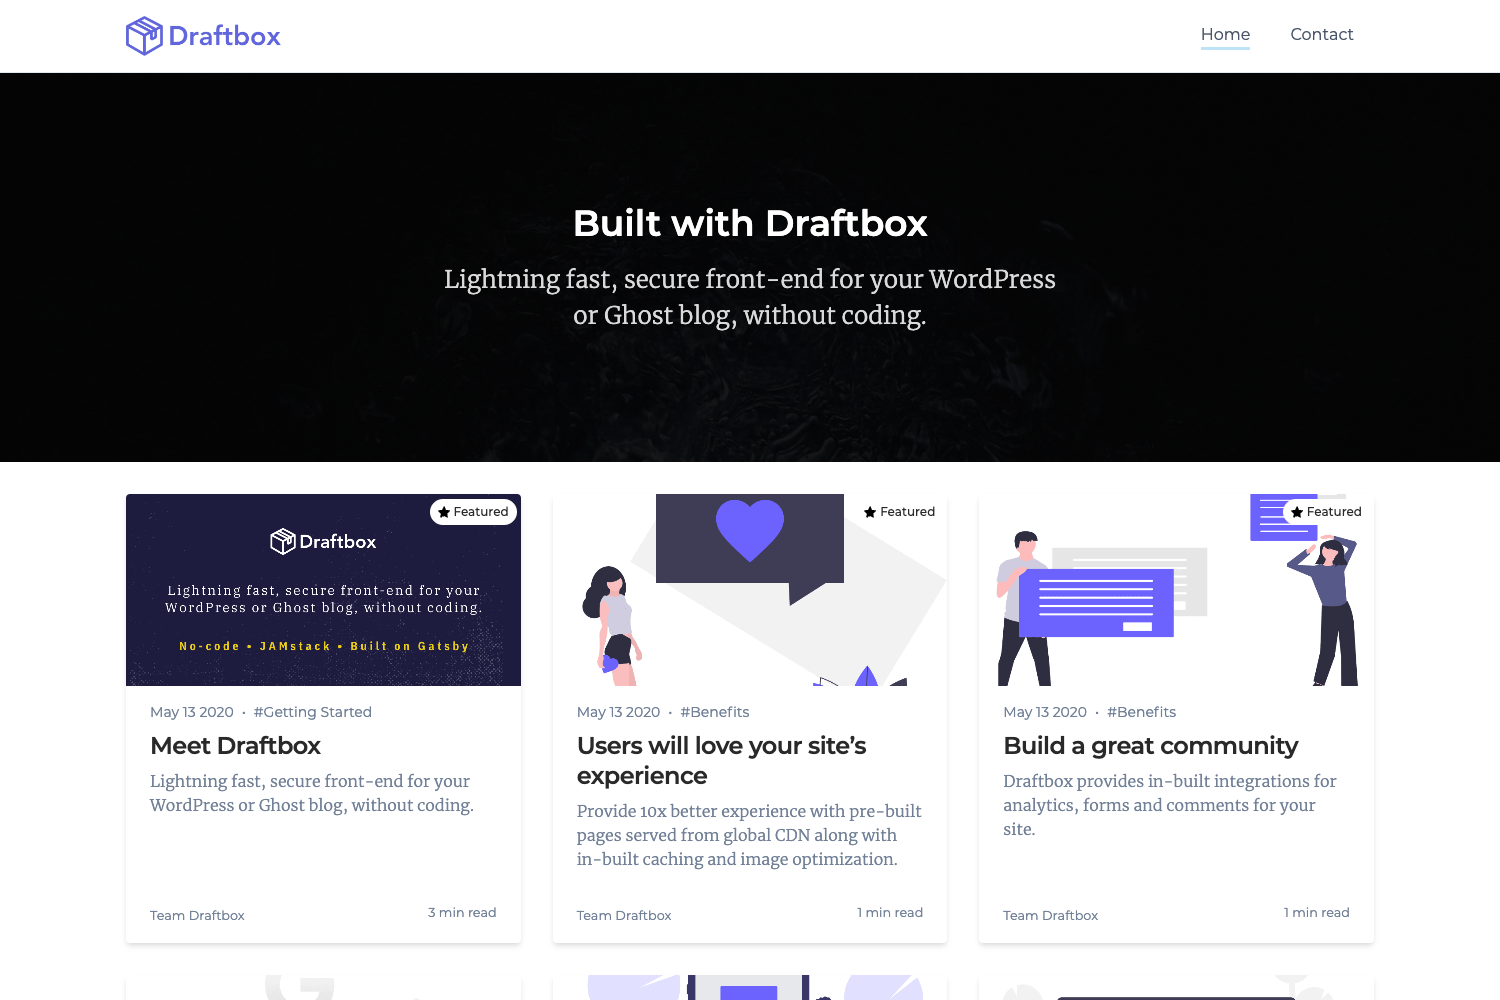 Draftbox
Home
Contact
Built with Draftbox
Lightning fast, secure front-end for your WordPress
or Ghost blog, without coding.
Featured
Draftbox
Lightning fast, secure front-end for your
WordPress or Ghost blog, without coding.
No-code • JAMstack • Built on Gatsby
May 13 2020 • #Getting Started
Meet Draftbox
Lightning fast, secure front-end for your
WordPress or Ghost blog, without coding.
Team Draftbox
3 min read
Featured
May 13 2020 • #Benefits
Users will love your site’s
experience
Provide 10x better experience with pre-built
pages served from global CDN along with
in-built caching and image optimization.
Team Draftbox
1 min read
Featured
May 13 2020 • #Benefits
Build a great community
Draftbox provides in-built integrations for
analytics, forms and comments for your
site.
Team Draftbox
1 min read